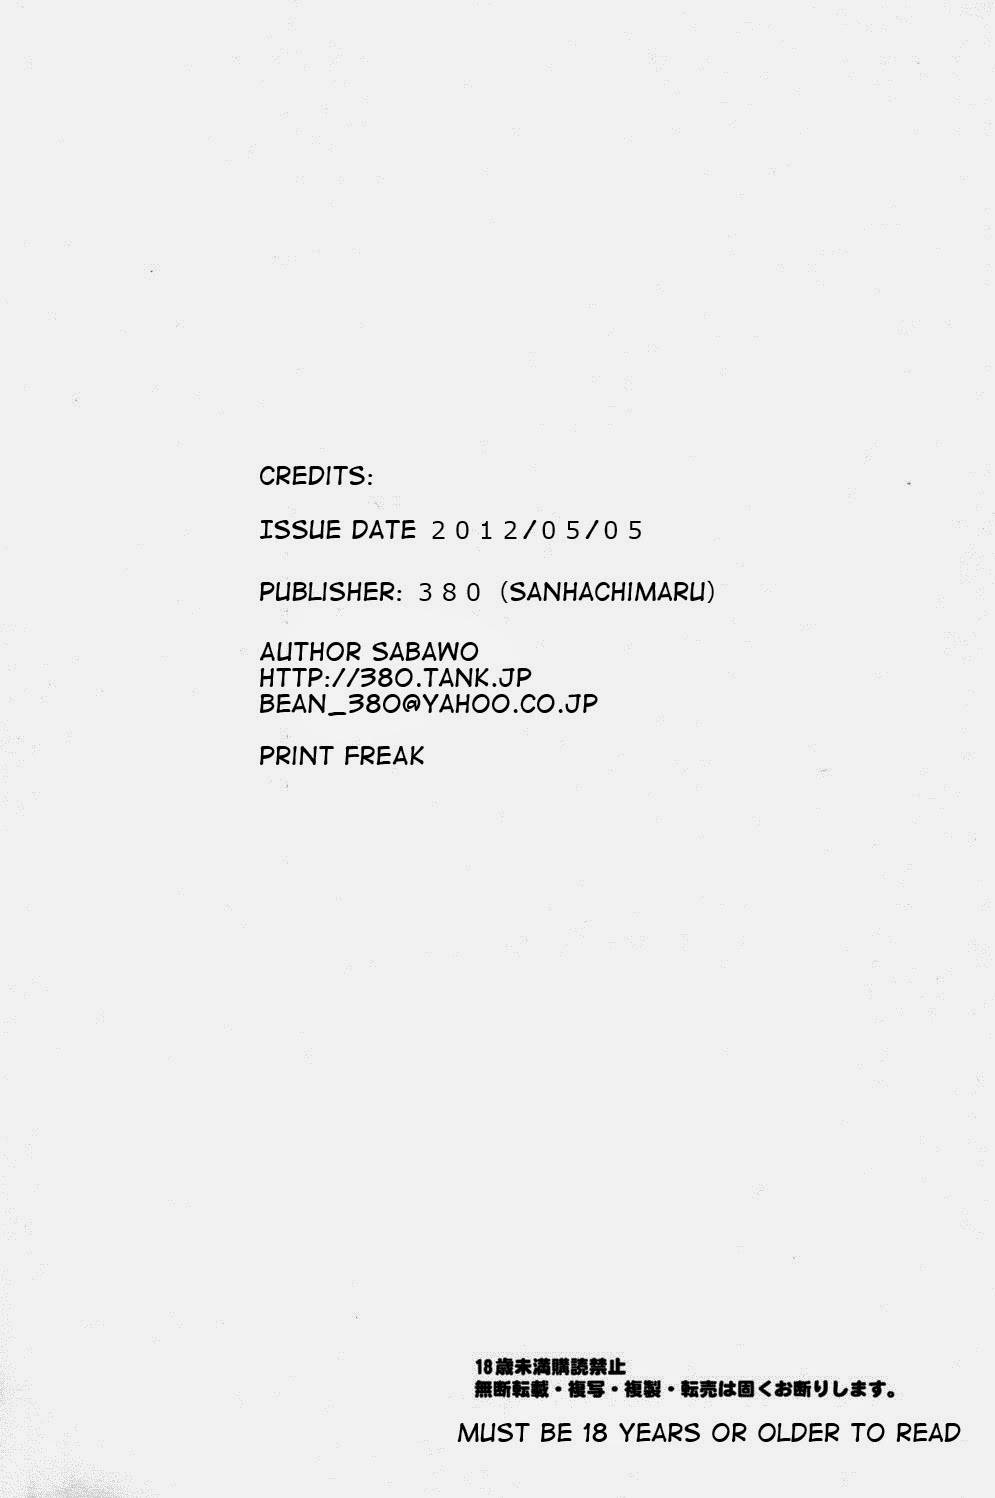 CREDITS:
ISSUE DATE ２０１２/０５/０５
PUBLISHER: ３８０（SANHACHIMARU）
AUTHOR SABAWO
HTTP://380.TANK.JP
BEAN_380@YAHOO.CO.JP
PRINT FREAK
18歳未満購読禁止
無断転載・複写・複製・転売は固くお断りします。
MUST BE 18 YEARS OR OLDER TO READ